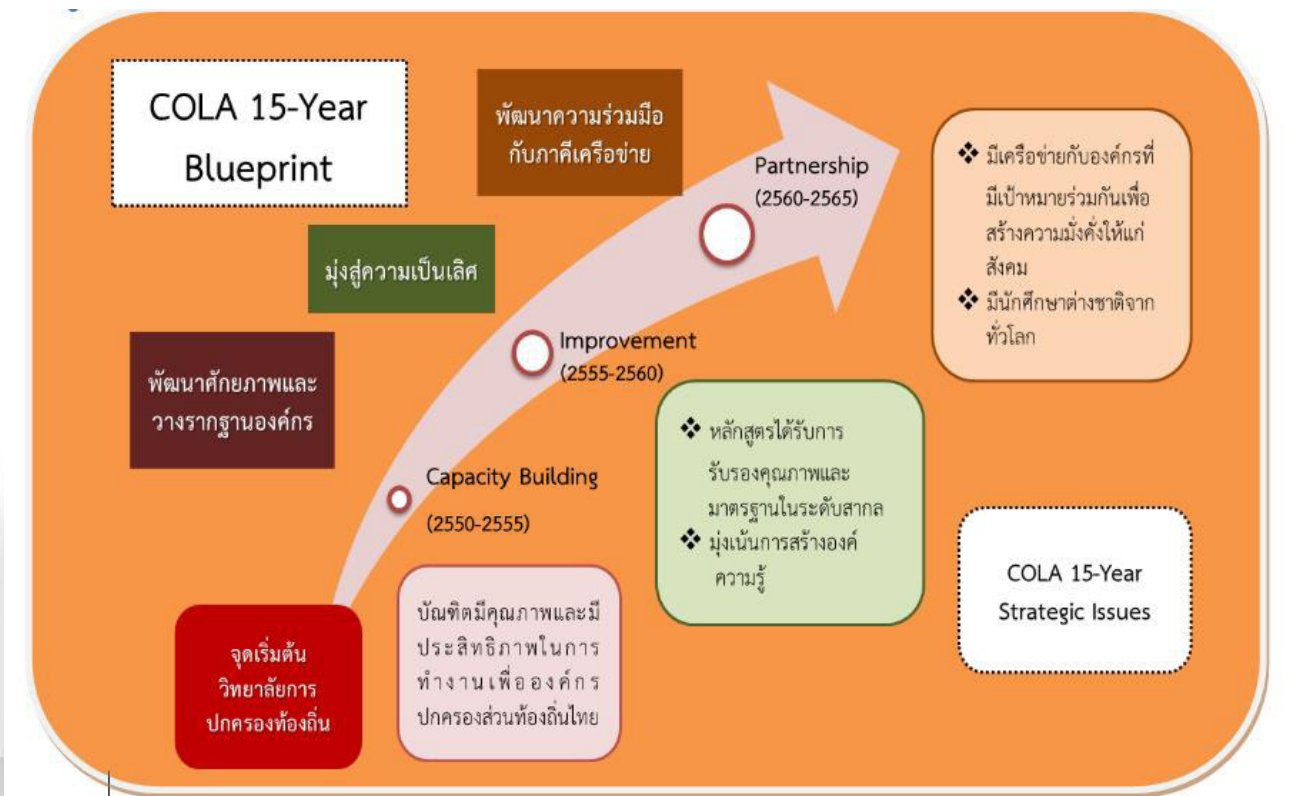 COLA 15-Year
Blueprint
พัฒนาความร่วมมือ
กับภาคีเครือข่าย
Partnership
(2560-2565)
❖ มีเครือข่ายกับองค์กรที่
มีเป้าหมายร่วมกันเพื่อ
สร้างความมั่งคั่งให้แก่
สังคม
❖ มีนักศึกษาต่างชาติจาก
ทั่วโลก
มุ่งสู่ความเป็นเลิศ
Improvement
(2555-2560)
พัฒนาศักยภาพและ
วางรากฐานองค์กร
❖ หลักสูตรได้รับการ
รับรองคุณภาพและ
มาตรฐานในระดับสากล
❖ มุ่งเน้นการสร้างองค์
ความรู้
Capacity Building
(2550-2555)
COLA 15-Year
Strategic Issues
จุดเริ่มต้น
วิทยาลัยการ
ปกครองท้องถิ่น
บัณฑิตมีคุณภาพและมี
ประสิทธิภาพในการ
ทำงานเพื่อองค์กร
ปกครองส่วนท้องถิ่นไทย